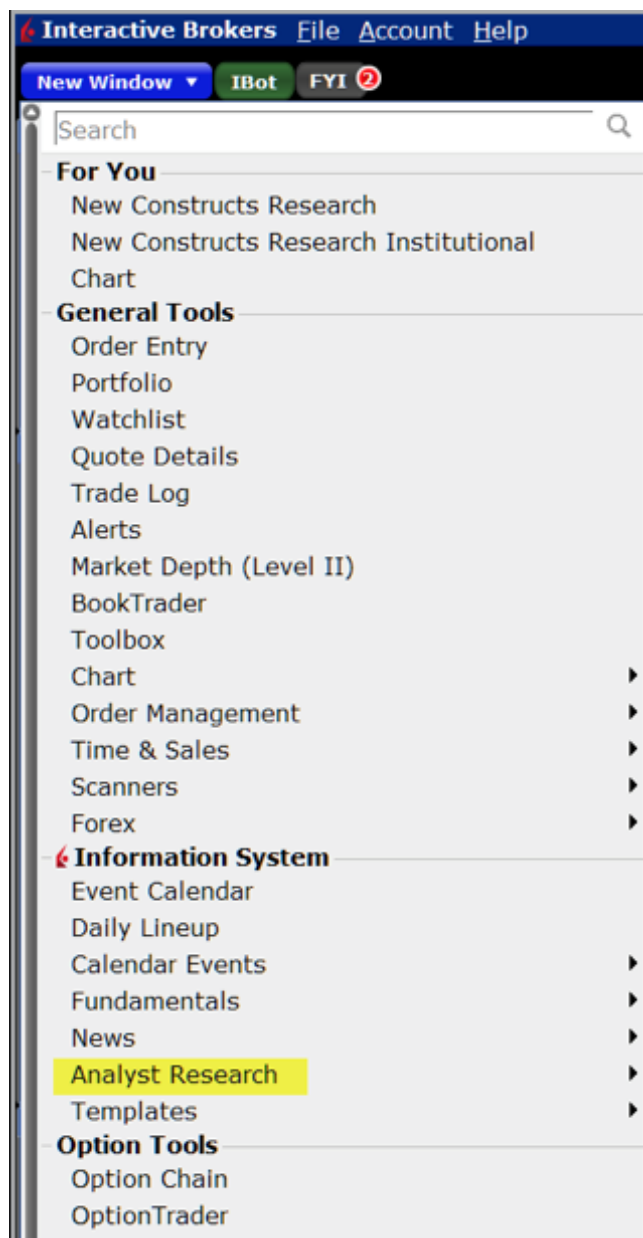 Interactive Brokers File Account Help
New Window IBot FYI 2
Search
For You
New Constructs Research
New Constructs Research Institutional
Chart
General Tools
Order Entry
Portfolio
Watchlist
Quote Details
Trade Log
Alerts
Market Depth (Level II)
BookTrader
Toolbox
Chart
Order Management
Time & Sales
Scanners
Forex
Information System
Event Calendar
Daily Lineup
Calendar Events
Fundamentals
News
Analyst Research
Templates
Option Tools
Option Chain
OptionTrader